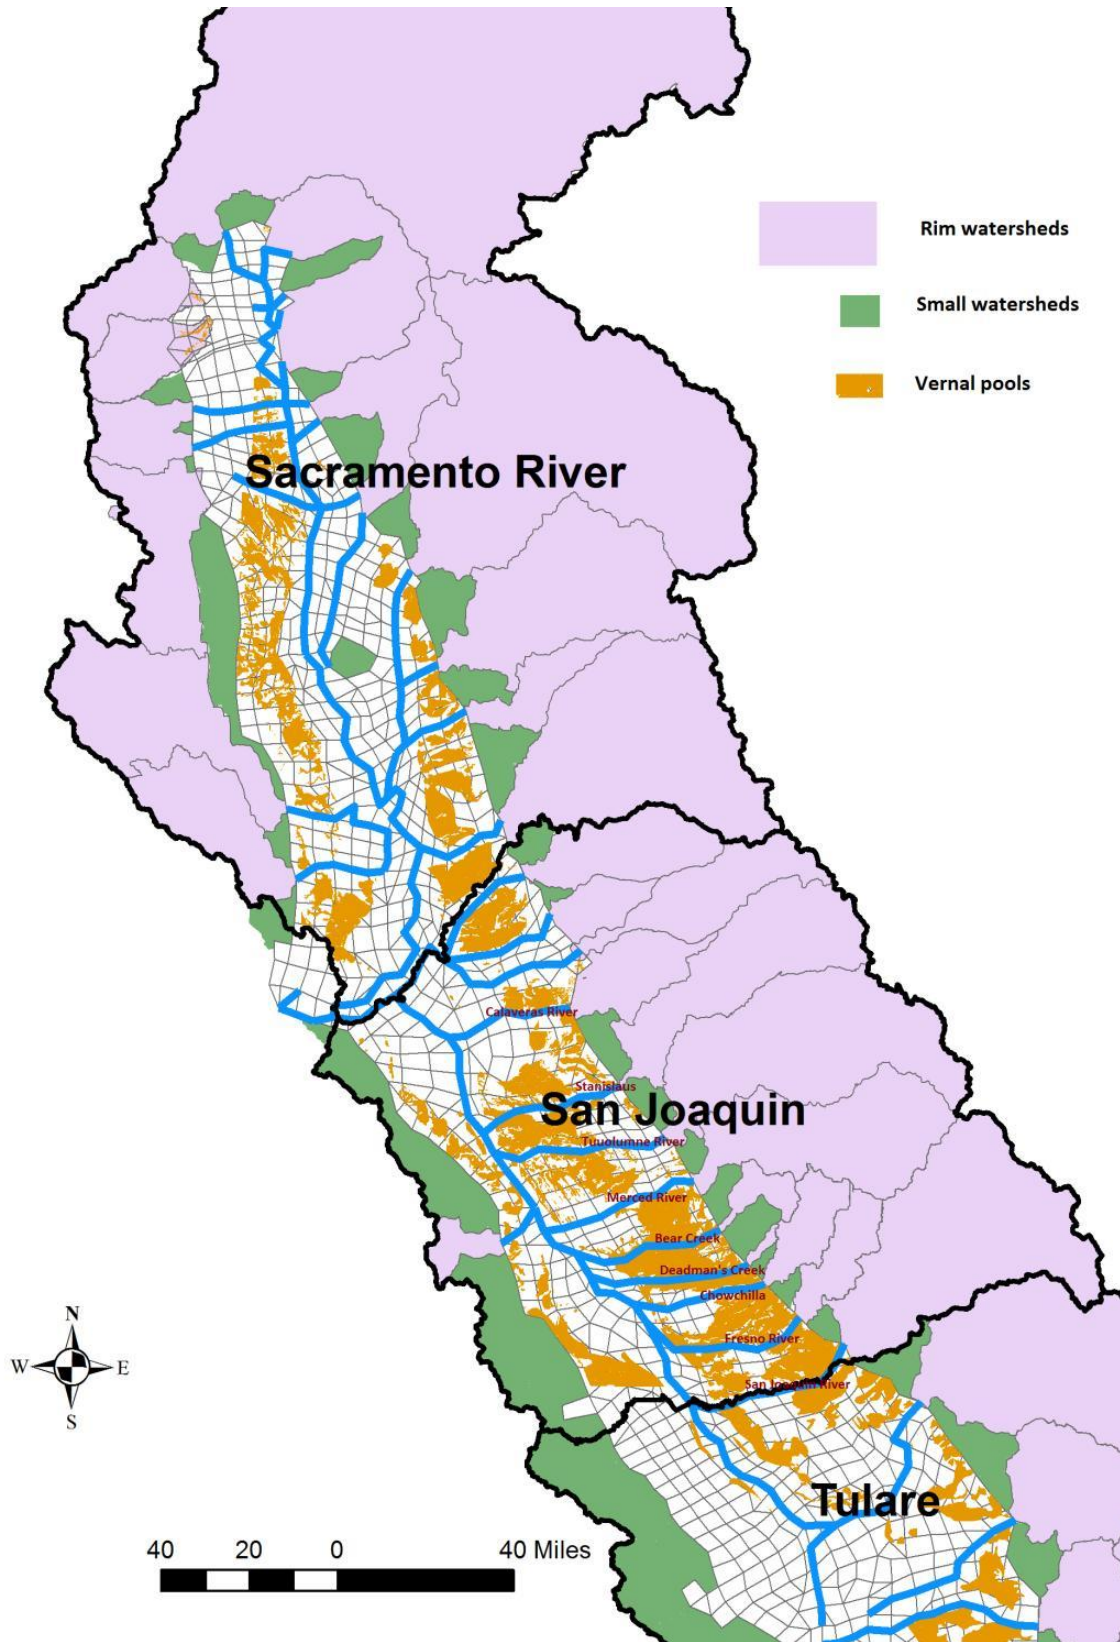 Rim watersheds
Small watersheds
Vernal pools
Sacramento River
Calaveras River
Stanislaus
San Joaquin
Tuuolumne River
Merced River
Bear Creek
Deadman's Creek
Chowchilla
Fresno River
San Joaquin River
N
W E
S
Tulare
40 20 0 40 Miles